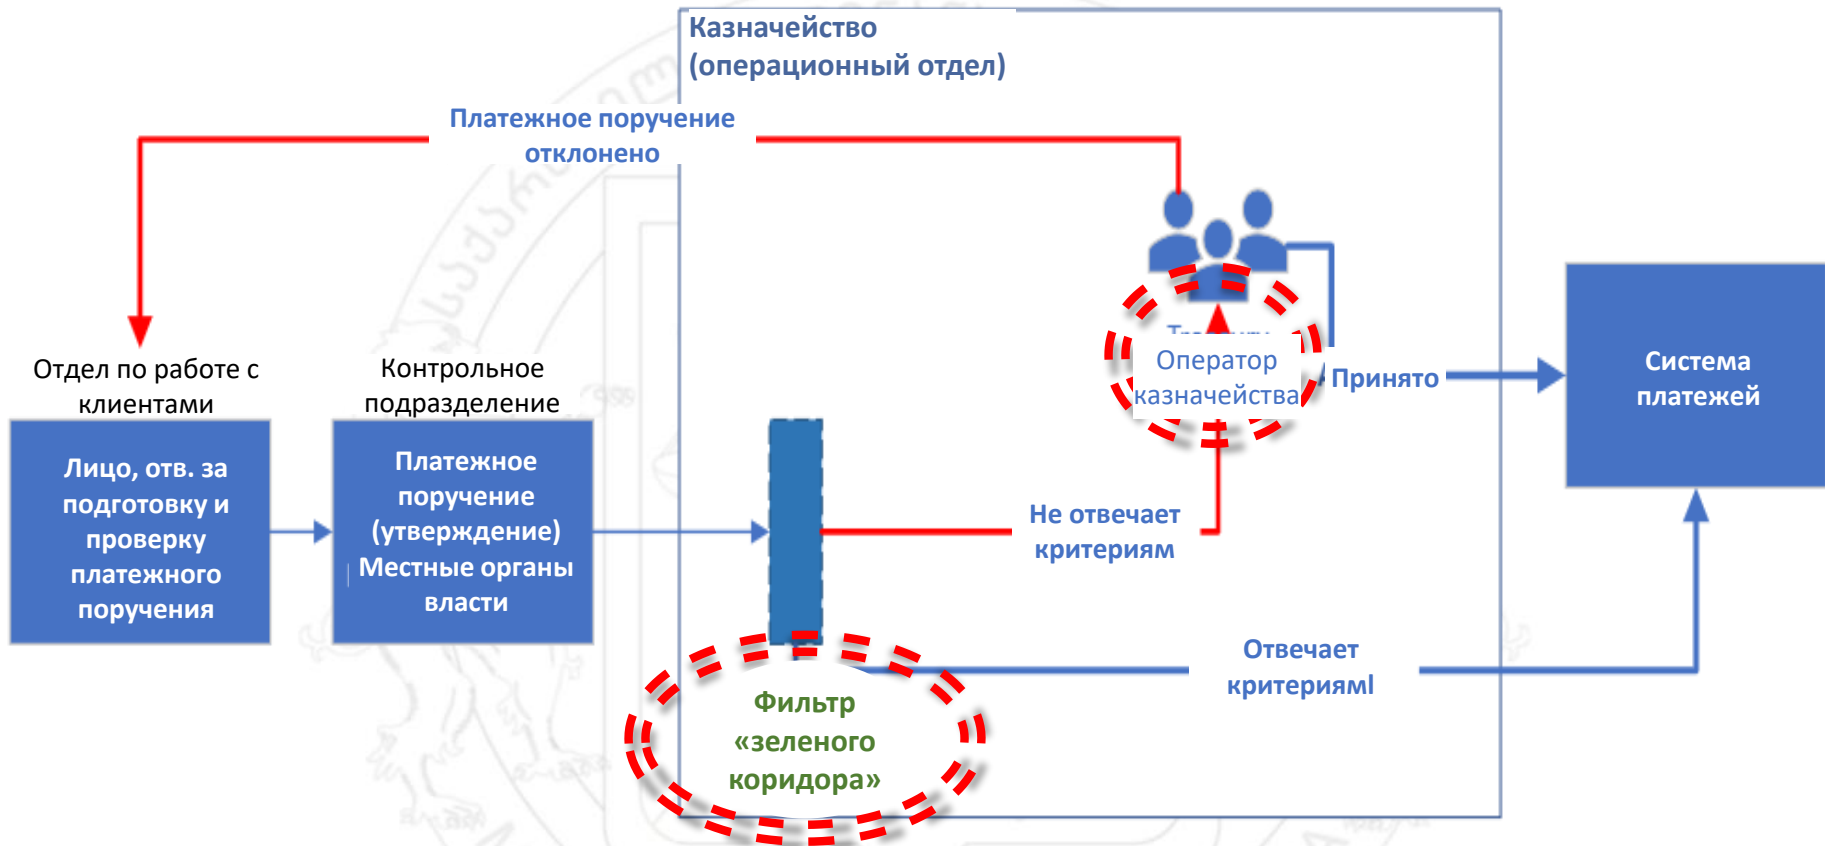 Казначейство
(операционный отдел)
Платежное поручение
отклонено
Отдел по работе с
клиентами
Контрольное
подразделение
Лицо, отв. за
подготовку и
проверку
платежного
поручения
Платежное
поручение
(утверждение)
Местные органы
власти
Оператор
казначейства
Принято
Система
платежей
Не отвечает
критериям
Отвечает
критериямl
Фильтр
«зеленого
коридора»